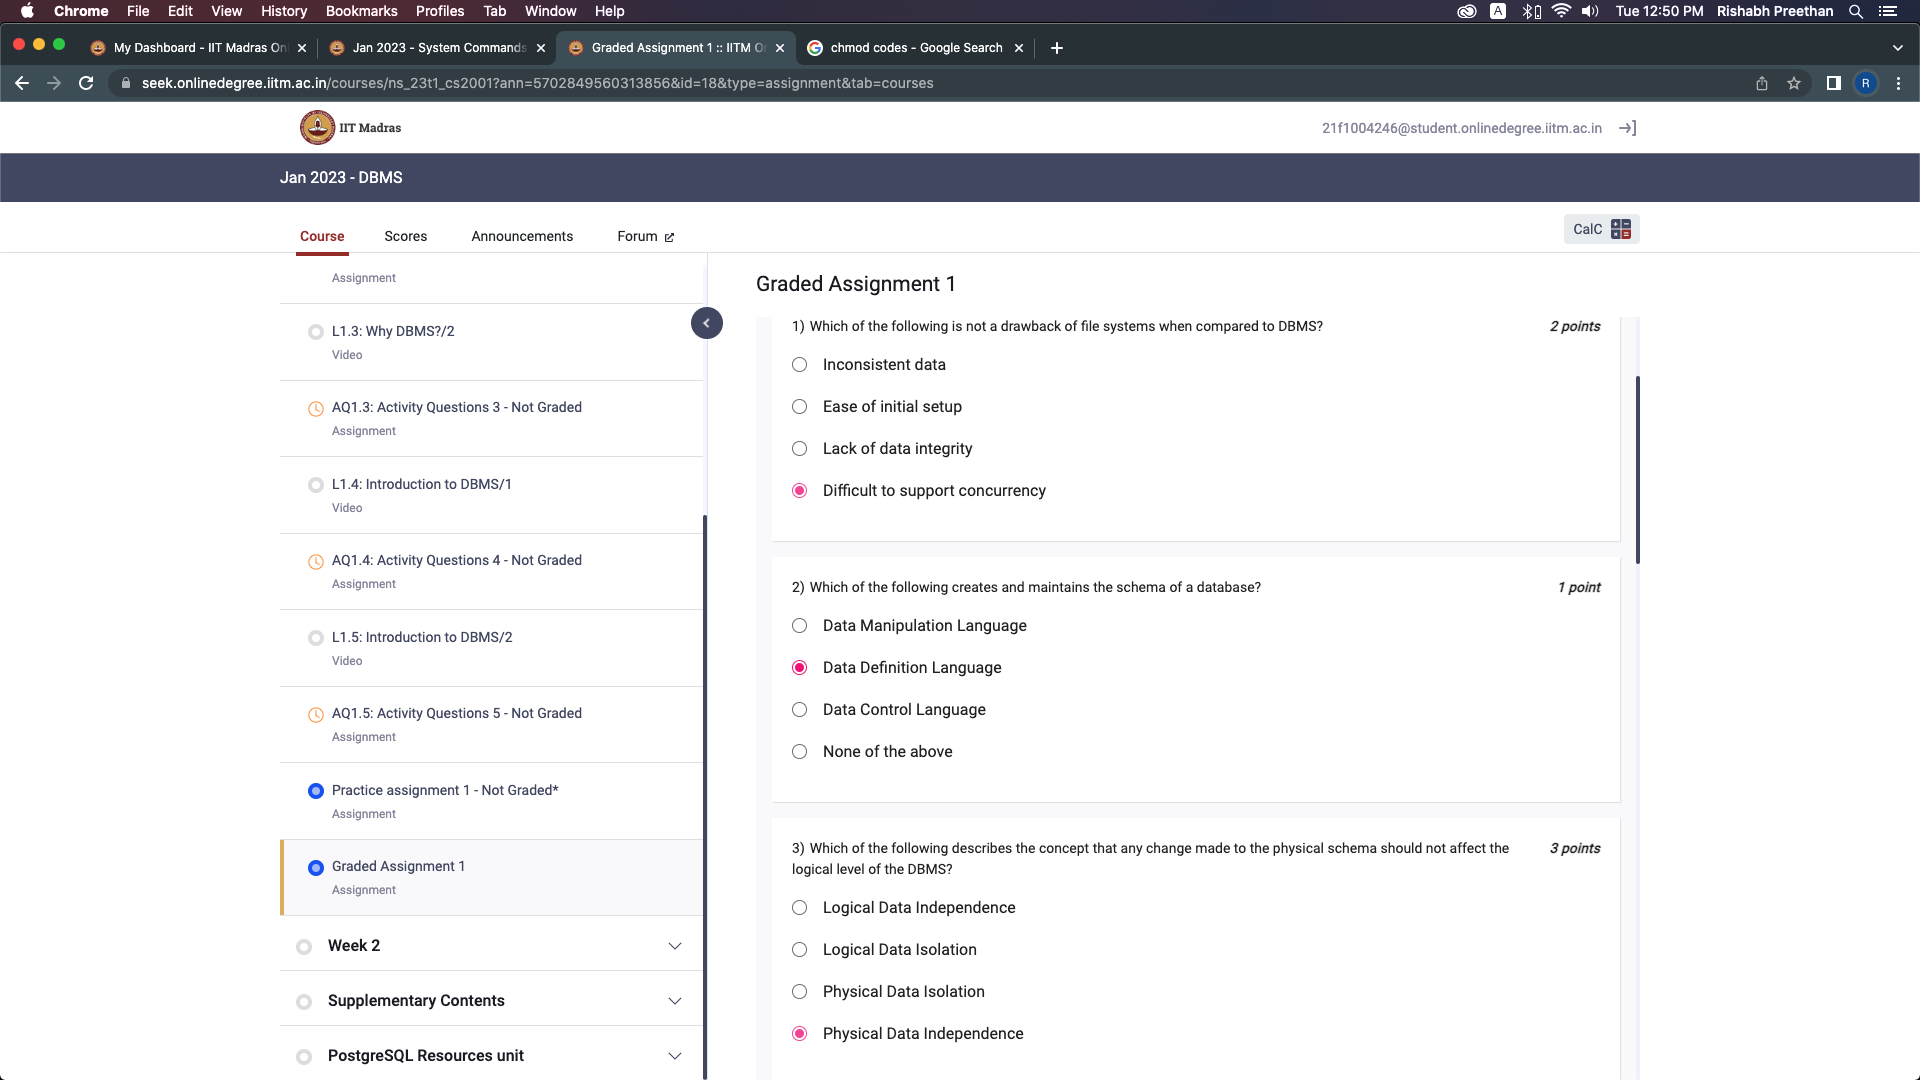 Chrome File Edit View History Bookmarks Profiles Tab Window Help
A Tue 12:50 PM Rishabh Preethan
My Dashboard - IIT Madras Onl
Jan 2023 - System Commands
Graded Assignment 1 :: IITM O
chmod codes - Google Search
seek.onlinedegree.iitm.ac.in/courses/ns_23t1_cs2001?ann=5702849560313856&id=18&type=assignment&tab=courses
R
IIT Madras
21f1004246@student.onlinedegree.iitm.ac.in
Jan 2023 - DBMS
Course Scores Announcements Forum
CalC
Assignment
L1.3: Why DBMS?/2
Video
AQ1.3: Activity Questions 3 - Not Graded
Assignment
L1.4: Introduction to DBMS/1
Video
AQ1.4: Activity Questions 4 - Not Graded
Assignment
L1.5: Introduction to DBMS/2
Video
AQ1.5: Activity Questions 5 - Not Graded
Assignment
Practice assignment 1 - Not Graded*
Assignment
Graded Assignment 1
Assignment
Week 2
Supplementary Contents
PostgreSQL Resources unit
Graded Assignment 1
1) Which of the following is not a drawback of file systems when compared to DBMS? 2 points
Inconsistent data
Ease of initial setup
Lack of data integrity
Difficult to support concurrency
2) Which of the following creates and maintains the schema of a database? 1 point
Data Manipulation Language
Data Definition Language
Data Control Language
None of the above
3) Which of the following describes the concept that any change made to the physical schema should not affect the 3 points
logical level of the DBMS?
Logical Data Independence
Logical Data Isolation
Physical Data Isolation
Physical Data Independence